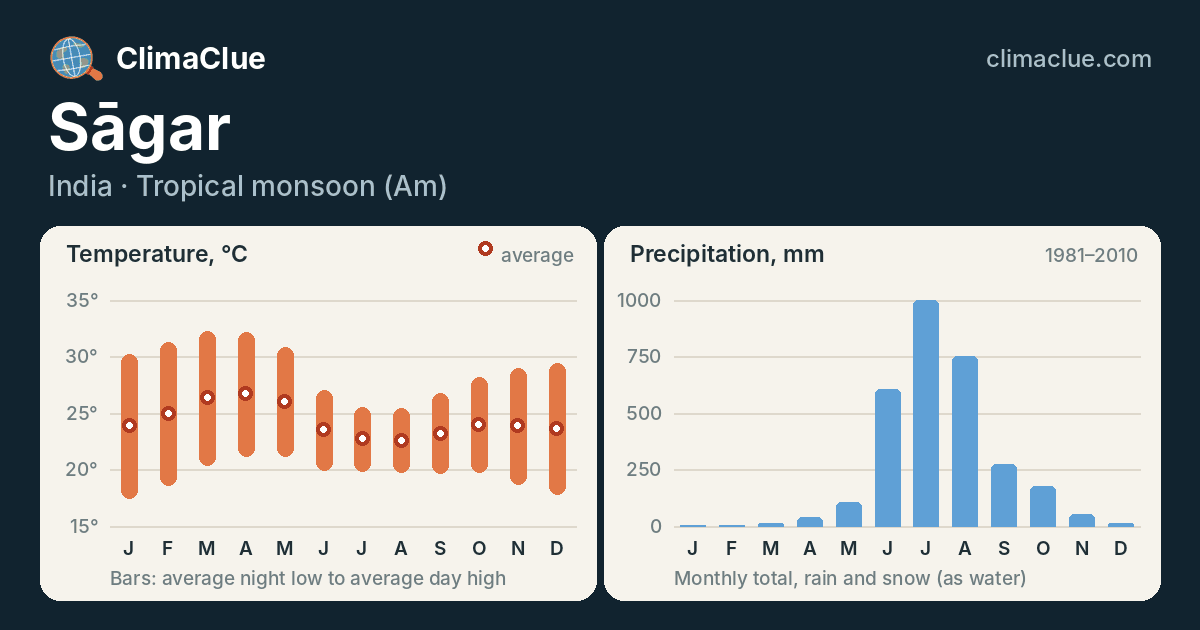 ClimaClue
climaclue.com
Sāgar
India · Tropical monsoon (Am)
Temperature, °C
average
35°
30°
25°
20°
15°
J F M A M J J A S O N D
Bars: average night low to average day high
Precipitation, mm
1981–2010
1000
750
500
250
0
J F M A M J J A S O N D
Monthly total, rain and snow (as water)